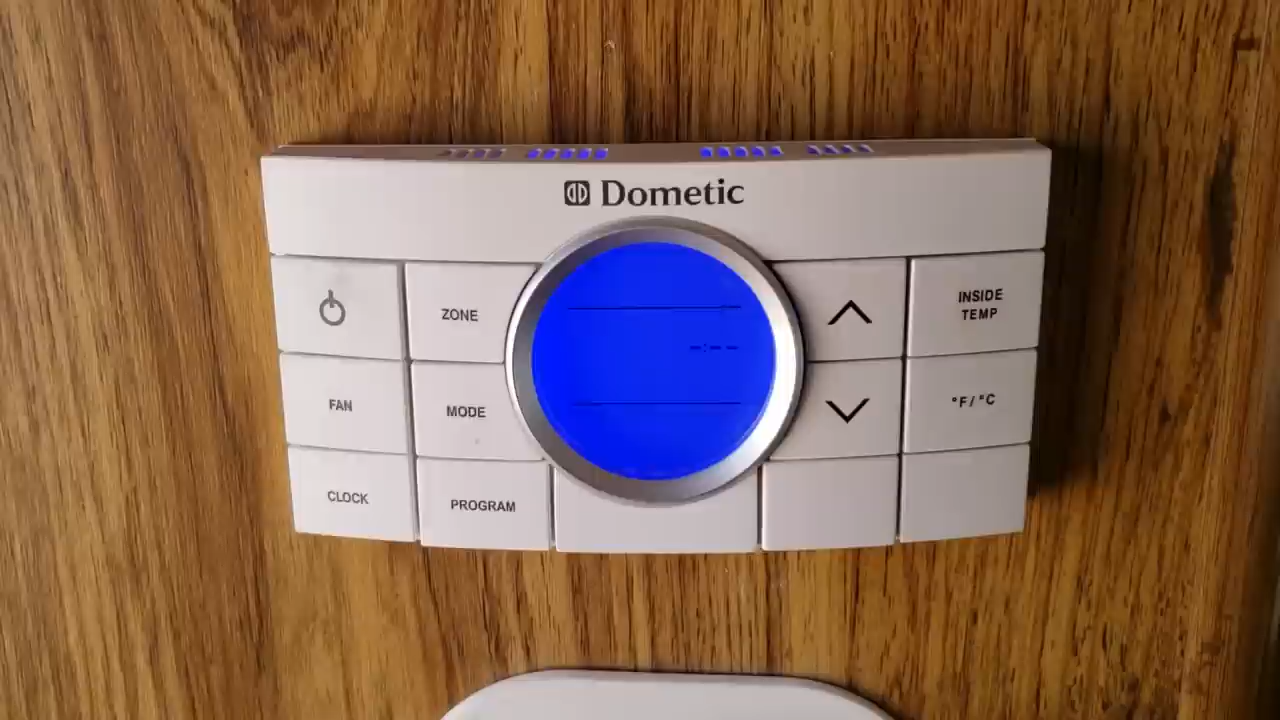 Dometic
ZONE
INSIDE
TEMP
FAN
MODE
°F/°C
CLOCK
PROGRAM
--:--